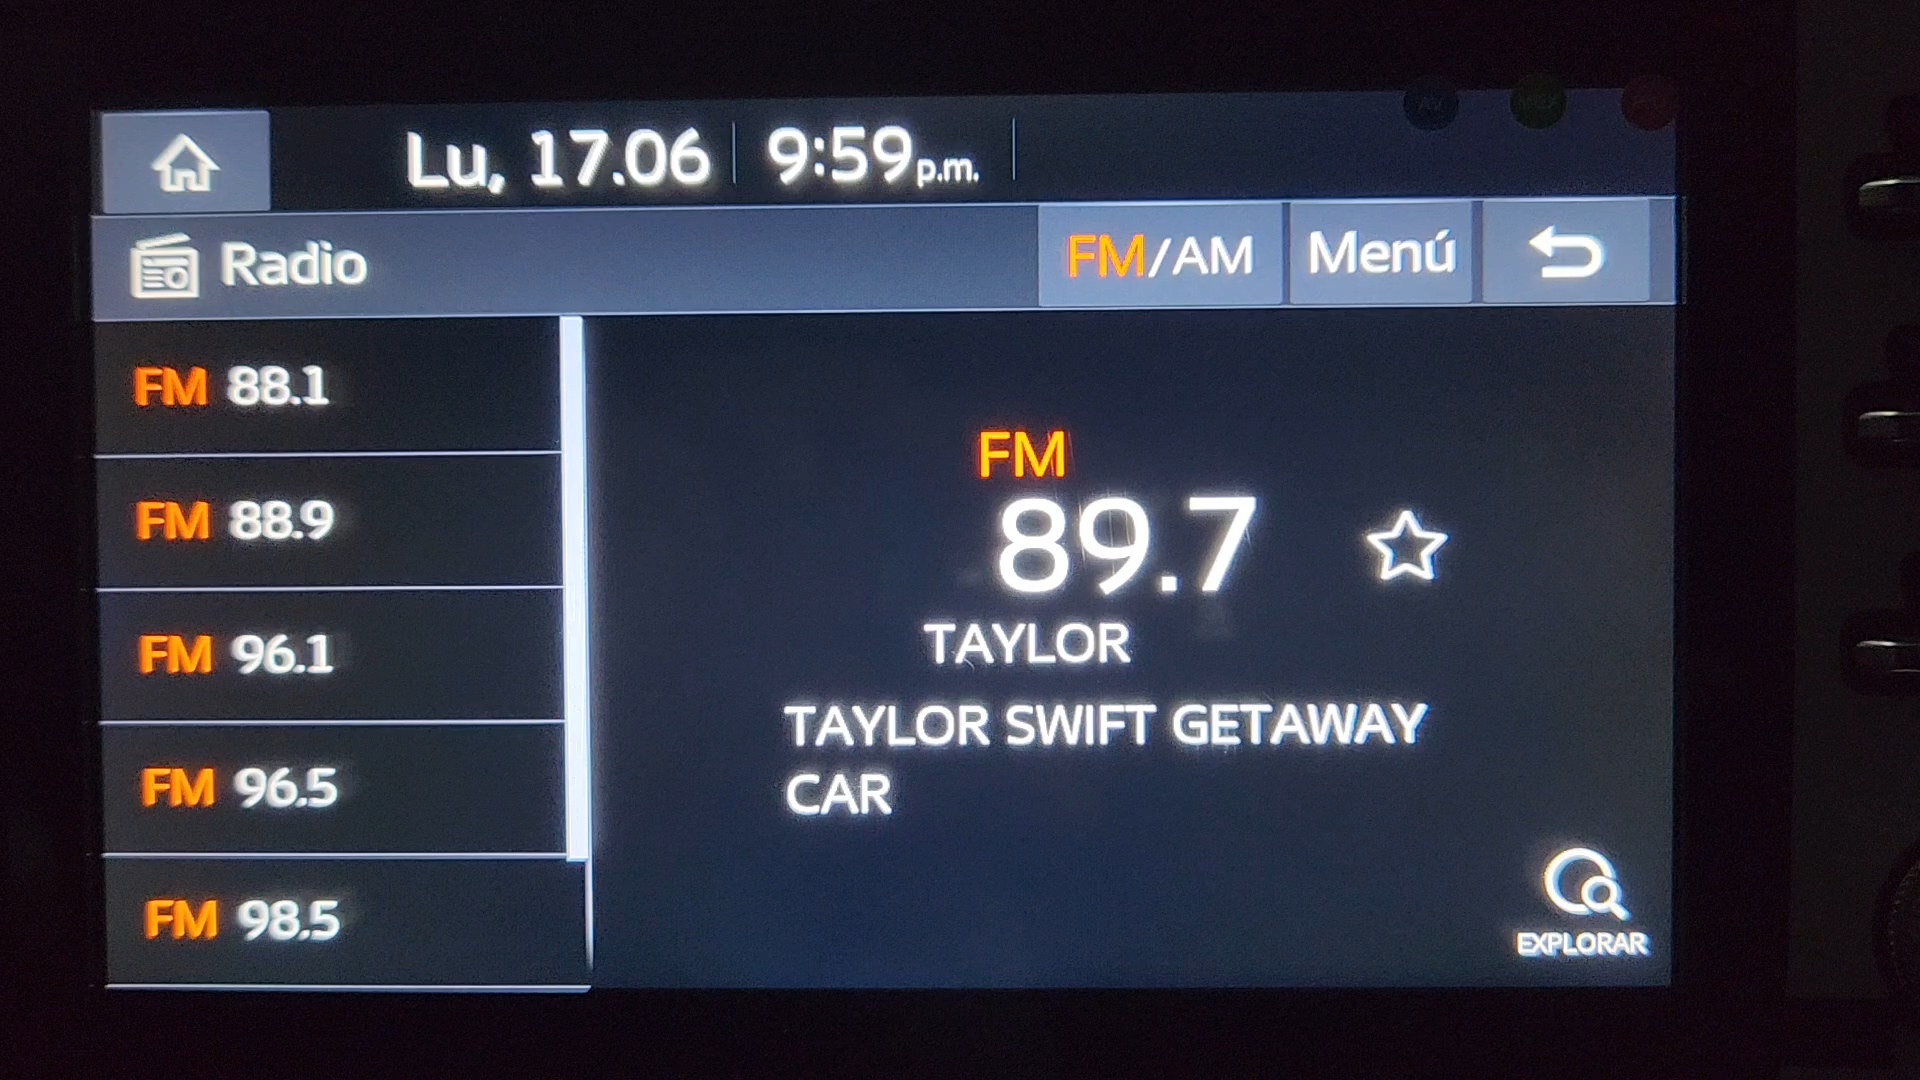 Lu, 17.06 9:59 p.m.
Radio FM/AM Menú
FM 88.1
FM 88.9
FM 96.1
FM 96.5
FM 98.5
FM
89.7
TAYLOR
TAYLOR SWIFT GETAWAY
CAR
EXPLORAR